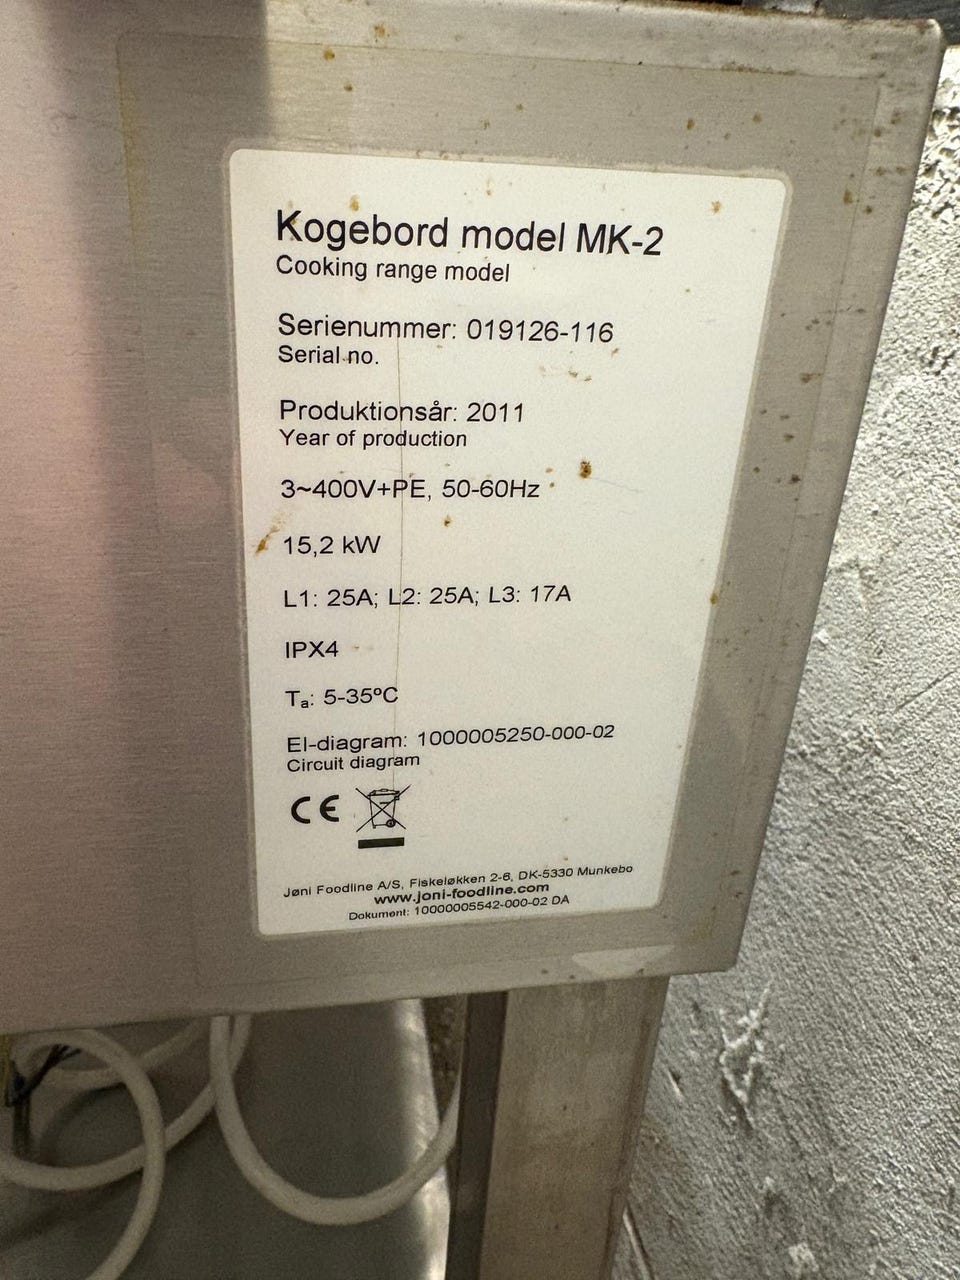 Kogebord model MK-2
Cooking range model
Serienummer: 019126-116
Serial no.
Produktionsår: 2011
Year of production
3~400V+PE, 50-60Hz
15,2 kW
L1: 25A; L2: 25A; L3: 17A
IPX4
Ta: 5-35ºC
El-diagram: 1000005250-000-02
Circuit diagram
CE
Jøni Foodline A/S, Fiskeløkken 2-6, DK-5330 Munkebo
www.joni-foodline.com
Dokument: 10000005542-000-02 DA